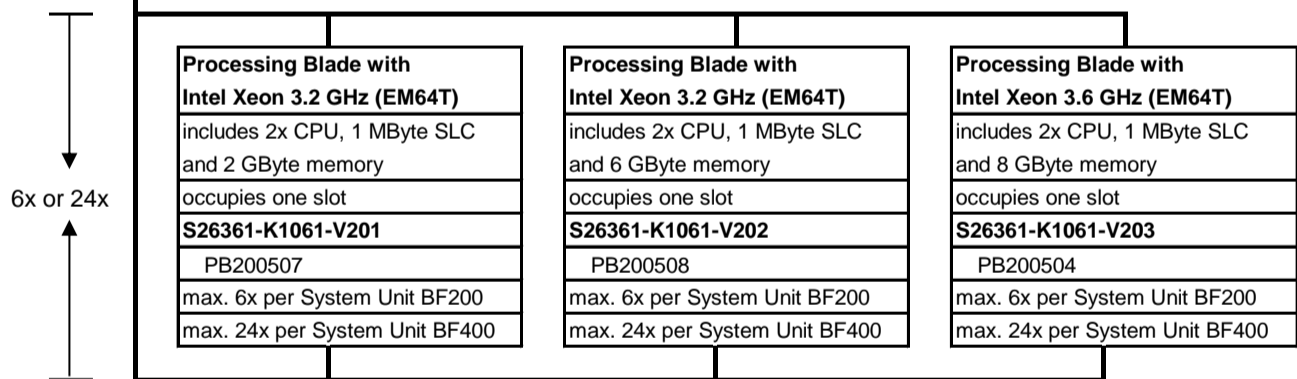 6x or 24x
Processing Blade with
Intel Xeon 3.2 GHz (EM64T)
includes 2x CPU, 1 MByte SLC
and 2 GByte memory
occupies one slot
S26361-K1061-V201
PB200507
max. 6x per System Unit BF200
max. 24x per System Unit BF400
Processing Blade with
Intel Xeon 3.2 GHz (EM64T)
includes 2x CPU, 1 MByte SLC
and 6 GByte memory
occupies one slot
S26361-K1061-V202
PB200508
max. 6x per System Unit BF200
max. 24x per System Unit BF400
Processing Blade with
Intel Xeon 3.6 GHz (EM64T)
includes 2x CPU, 1 MByte SLC
and 8 GByte memory
occupies one slot
S26361-K1061-V203
PB200504
max. 6x per System Unit BF200
max. 24x per System Unit BF400